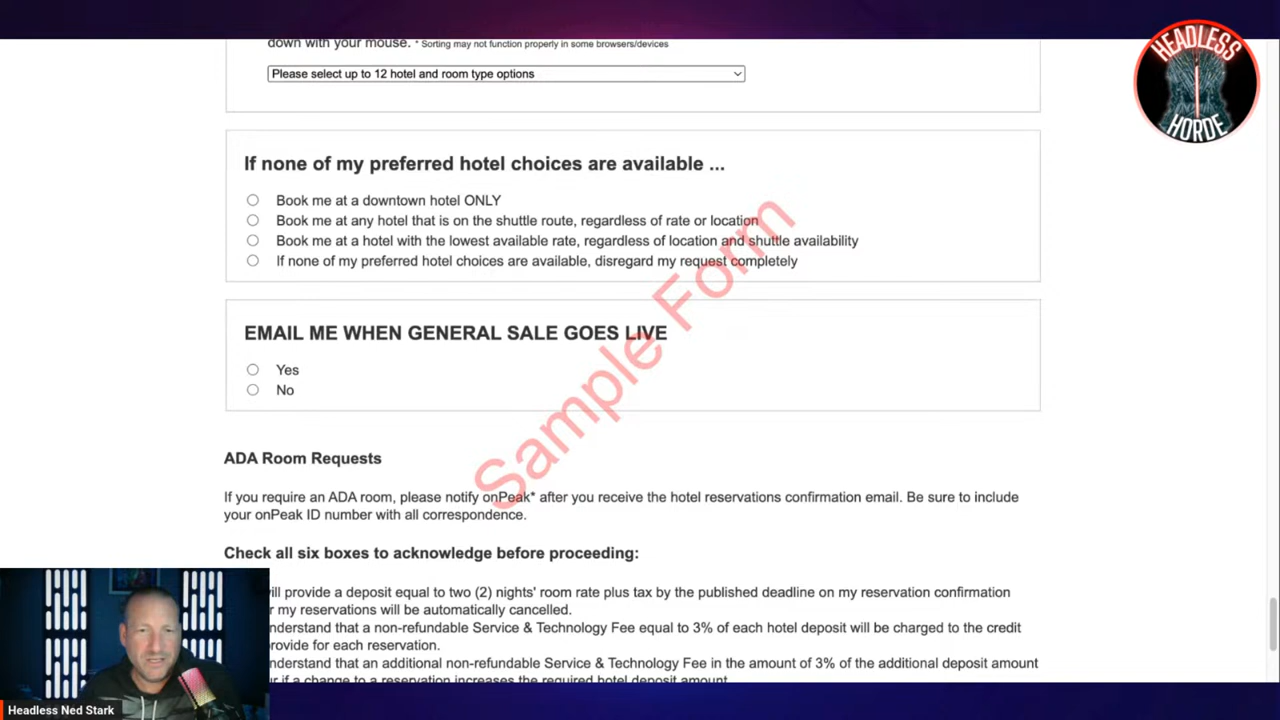 down with your mouse. * Sorting may not function properly in some browsers/devices
Please select up to 12 hotel and room type options
HEADLESS
HORDE
If none of my preferred hotel choices are available ...
Book me at a downtown hotel ONLY
Book me at any hotel that is on the shuttle route, regardless of rate or location
Book me at a hotel with the lowest available rate, regardless of location and shuttle availability
If none of my preferred hotel choices are available, disregard my request completely
Sample Form
EMAIL ME WHEN GENERAL SALE GOES LIVE
Yes
No
ADA Room Requests
If you require an ADA room, please notify onPeak* after you receive the hotel reservations confirmation email. Be sure to include
your onPeak ID number with all correspondence.
Check all six boxes to acknowledge before proceeding:
provide a deposit equal to two (2) nights' room rate plus tax by the published deadline on my reservation confirmation
my reservations will be automatically cancelled.
that a non-refundable Service & Technology Fee equal to 3% of each hotel deposit will be charged to the credit
for each reservation.
that an additional non-refundable Service & Technology Fee in the amount of 3% of the additional deposit amount
if a change to a reservation increases the required hotel deposit amount
Headless Ned Stark